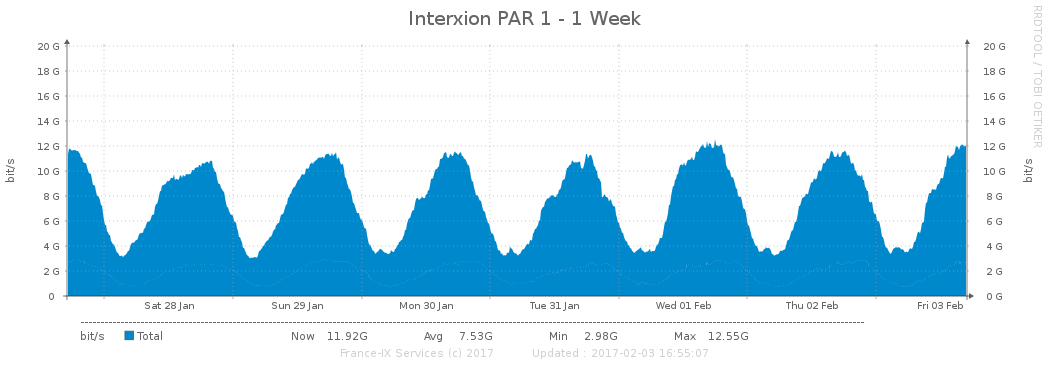 Interxion PAR 1 - 1 Week
RRDTOOL / TOBI OETIKER
20 G 20 G
18 G 18 G
16 G 16 G
14 G 14 G
12 G 12 G
10 G 10 G
8 G 8 G
6 G 6 G
4 G 4 G
2 G 2 G
0 0 G
bit/s
bit/s
Sat 28 Jan Sun 29 Jan Mon 30 Jan Tue 31 Jan Wed 01 Feb Thu 02 Feb Fri 03 Feb
bit/s Total Now 11.92G Avg 7.53G Min 2.98G Max 12.55G
France-IX Services (c) 2017 Updated : 2017-02-03 16:55:07